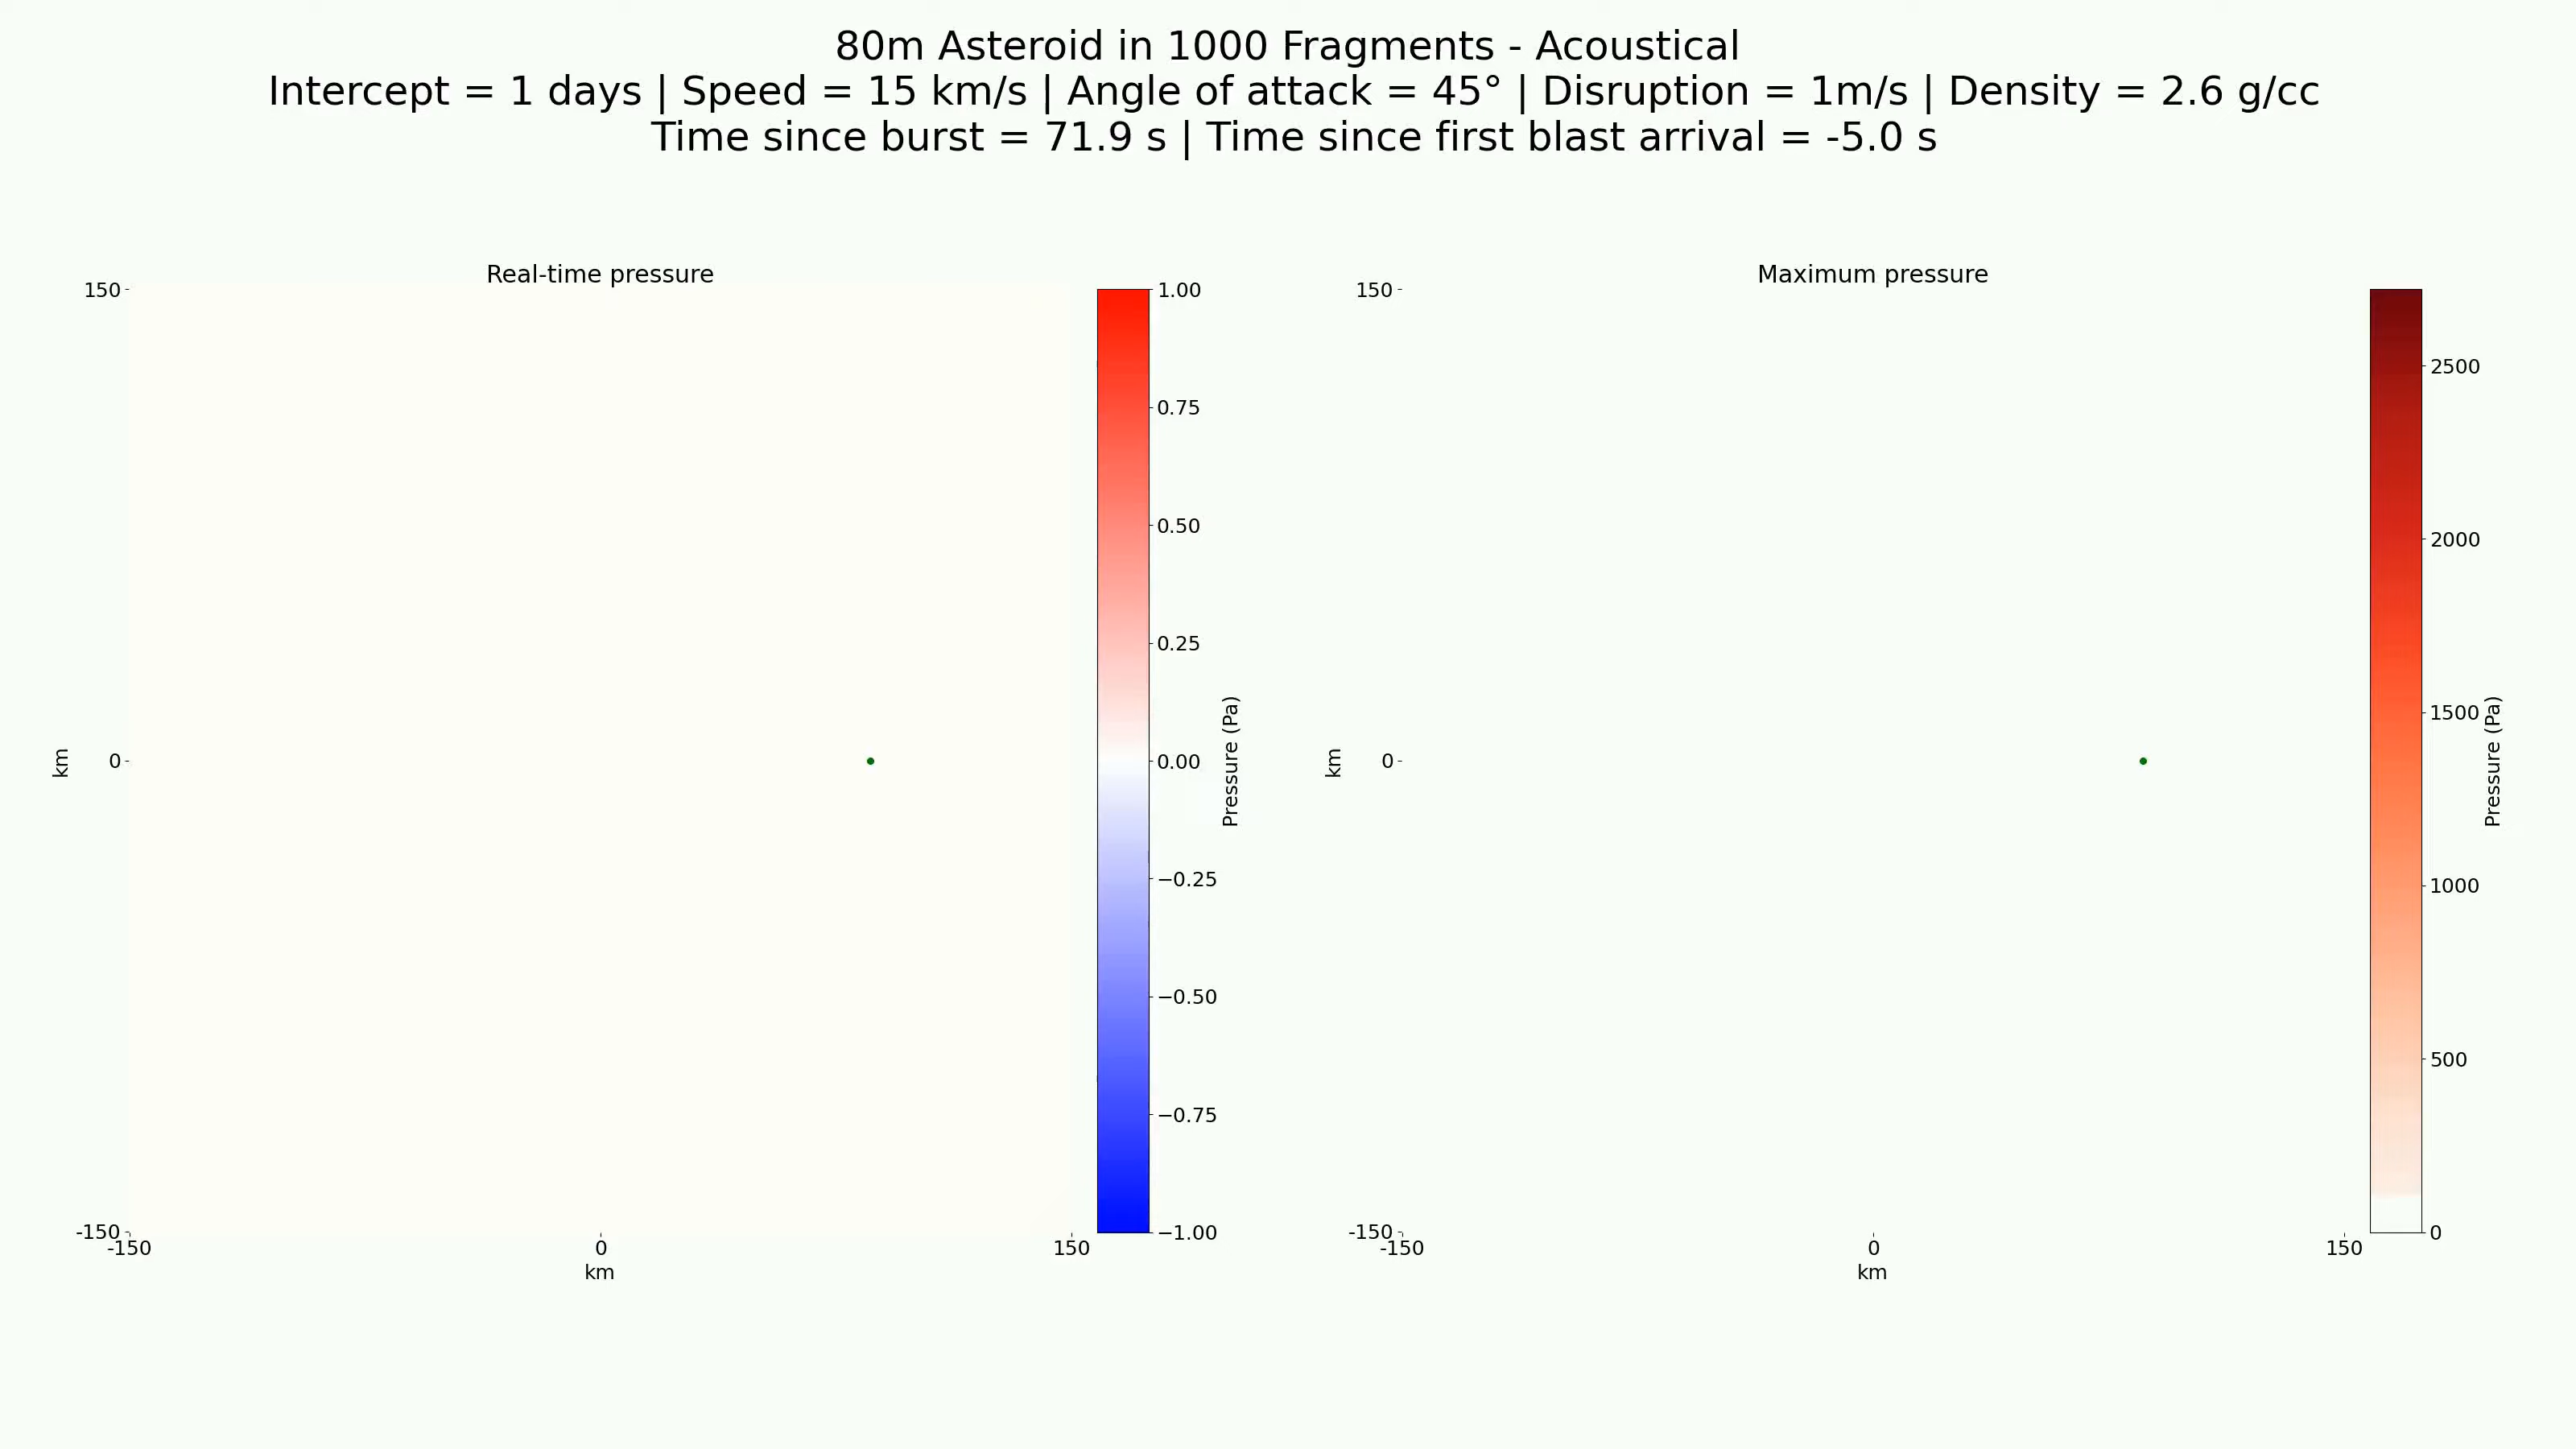 80m Asteroid in 1000 Fragments - Acoustical
Intercept = 1 days | Speed = 15 km/s | Angle of attack = 45° | Disruption = 1m/s | Density = 2.6 g/cc
Time since burst = 71.9 s | Time since first blast arrival = -5.0 s
Real-time pressure
150
0
-150
km
-150
0
150
km
1.00
0.75
0.50
0.25
0.00
−0.25
−0.50
−0.75
−1.00
Pressure (Pa)
Maximum pressure
150
0
-150
km
-150
0
150
km
2500
2000
1500
1000
500
0
Pressure (Pa)